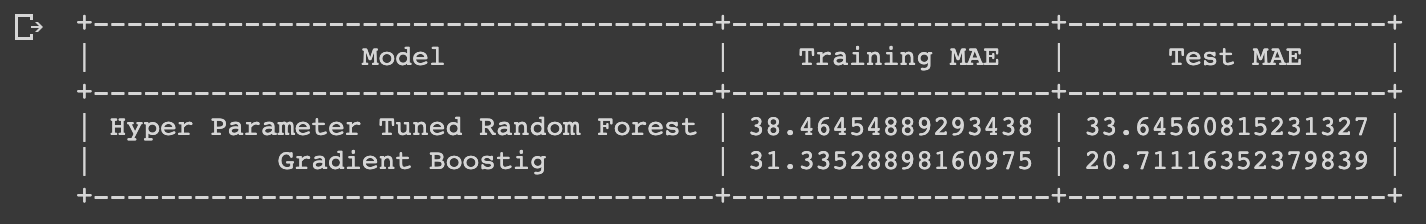 +-------------------------------------+-------------------+-------------------+
| Model | Training MAE | Test MAE |
+-------------------------------------+-------------------+-------------------+
| Hyper Parameter Tuned Random Forest | 38.46454889293438 | 33.64560815231327 |
| Gradient Boostig | 31.33528898160975 | 20.71116352379839 |
+-------------------------------------+-------------------+-------------------+